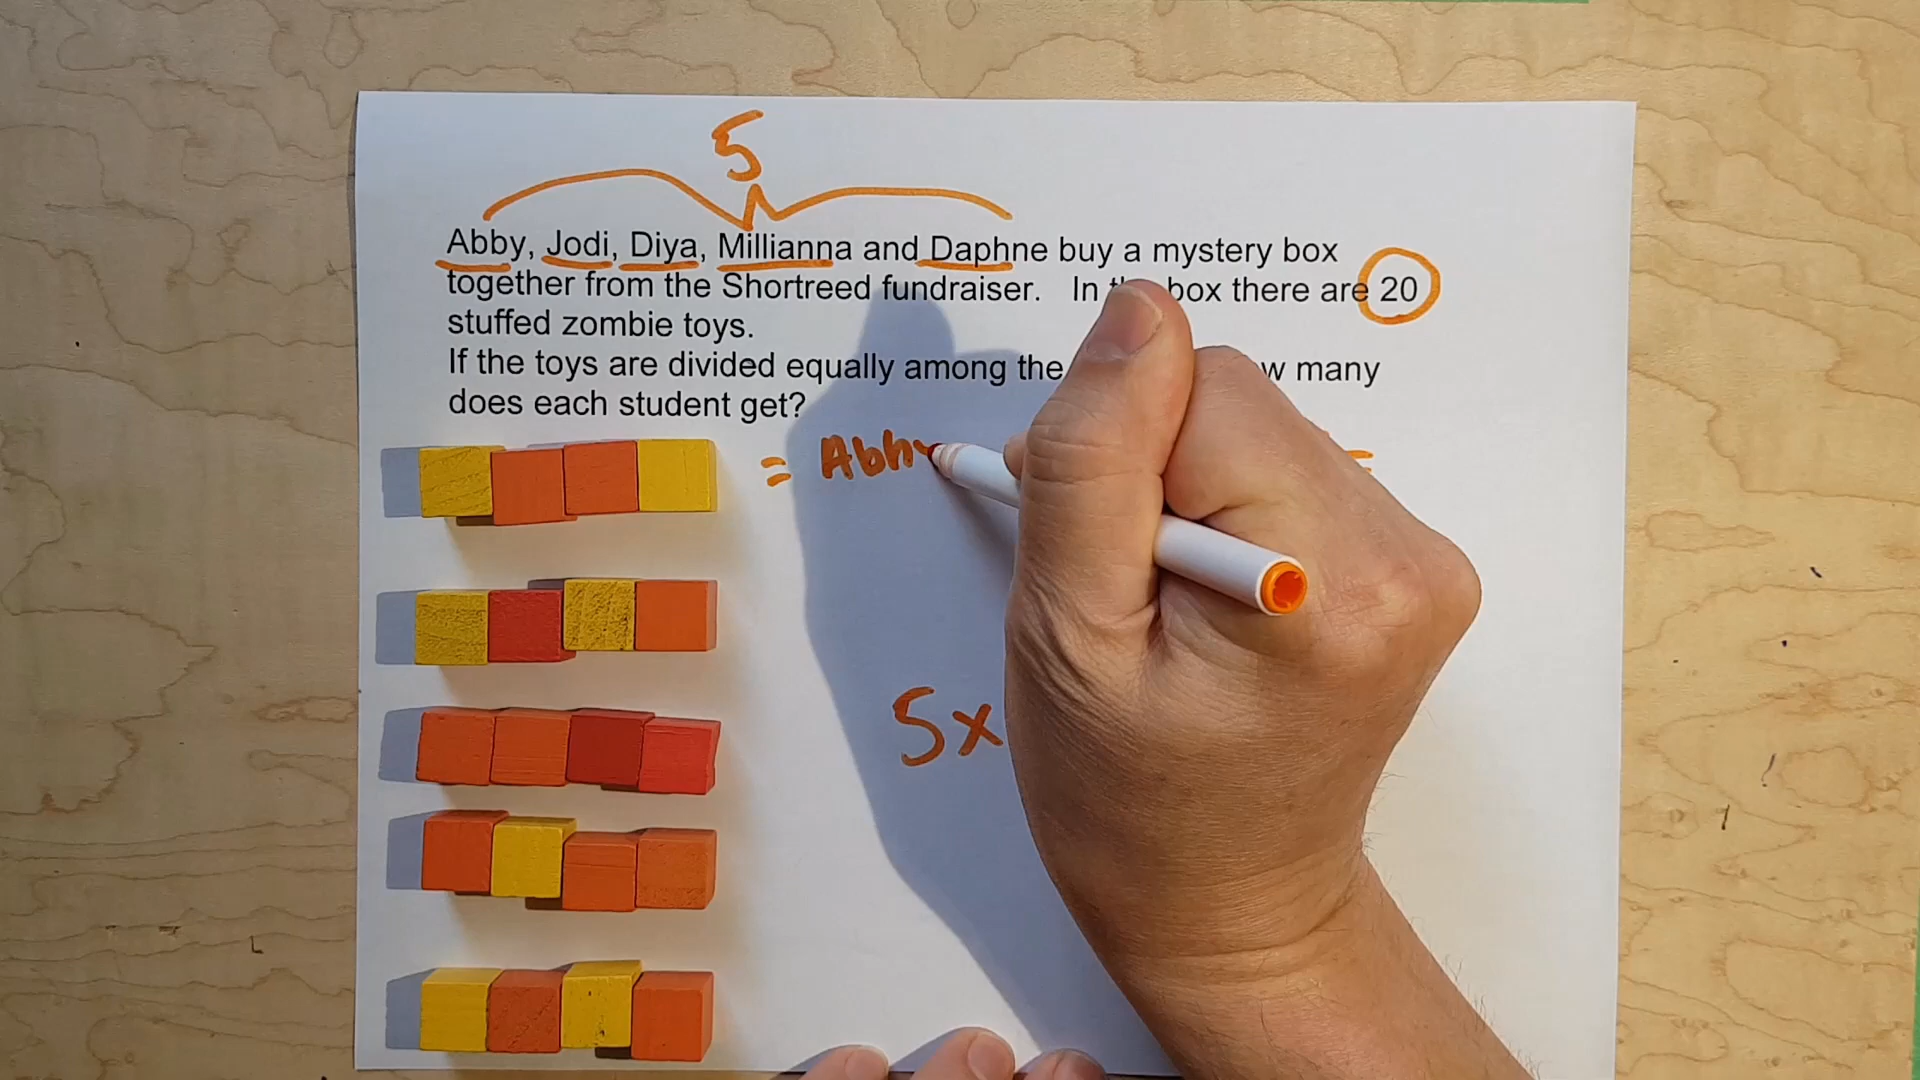 5
Abby, Jodi, Diya, Millianna and Daphne buy a mystery box
together from the Shortreed fundraiser. In box there are 20
stuffed zombie toys.
If the toys are divided equally among the many
does each student get?
= Abby
5x